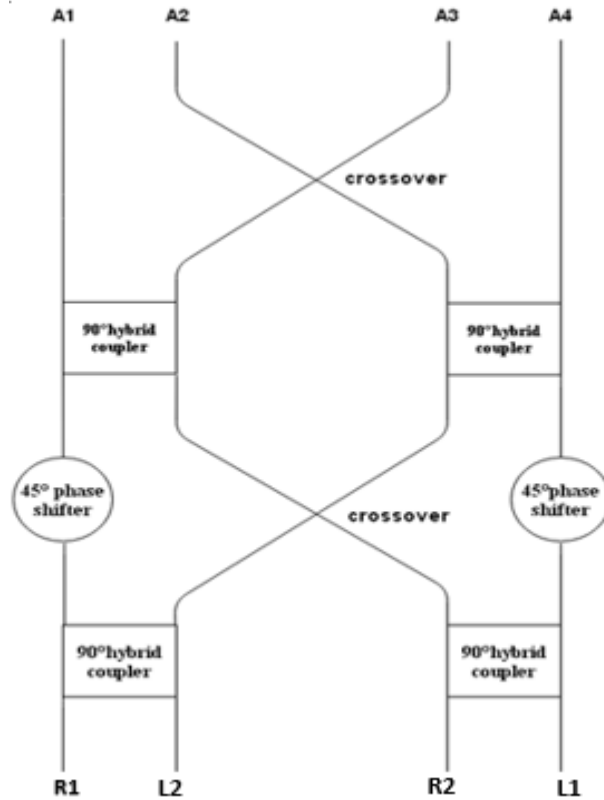 A1 A2 A3 A4
crossover
90°hybrid
coupler
90°hybrid
coupler
45° phase
shifter
45°phase
shifter
crossover
90°hybrid
coupler
90°hybrid
coupler
R1 L2 R2 L1